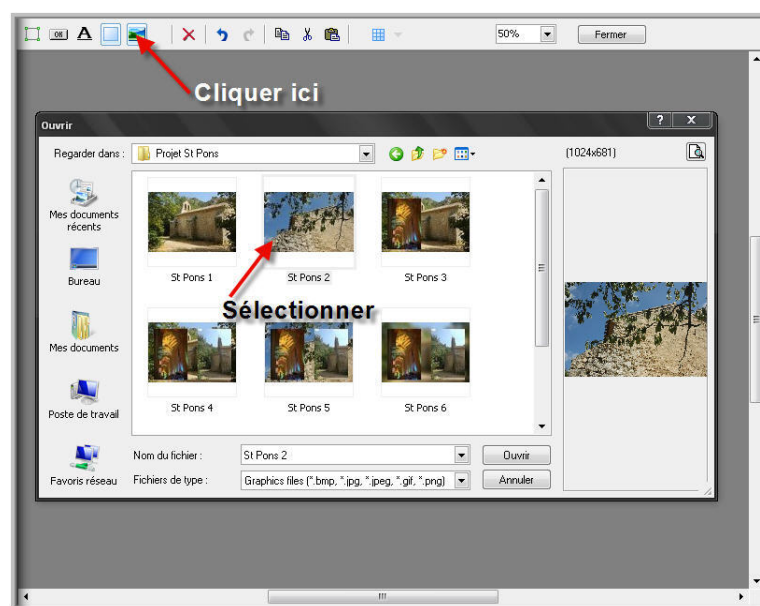 OK A 50% Fermer
Cliquer ici
Ouvrir
Regarder dans : Projet St Pons (1024x681)
Mes documents
récents
Bureau
Mes documents
Poste de travail
Favoris réseau
St Pons 1 St Pons 2 St Pons 3
Sélectionner
St Pons 4 St Pons 5 St Pons 6
Nom du fichier : St Pons 2 Ouvrir
Fichiers de type : Graphics files (*.bmp, *.jpg, *.jpeg, *.gif, *.png) Annuler